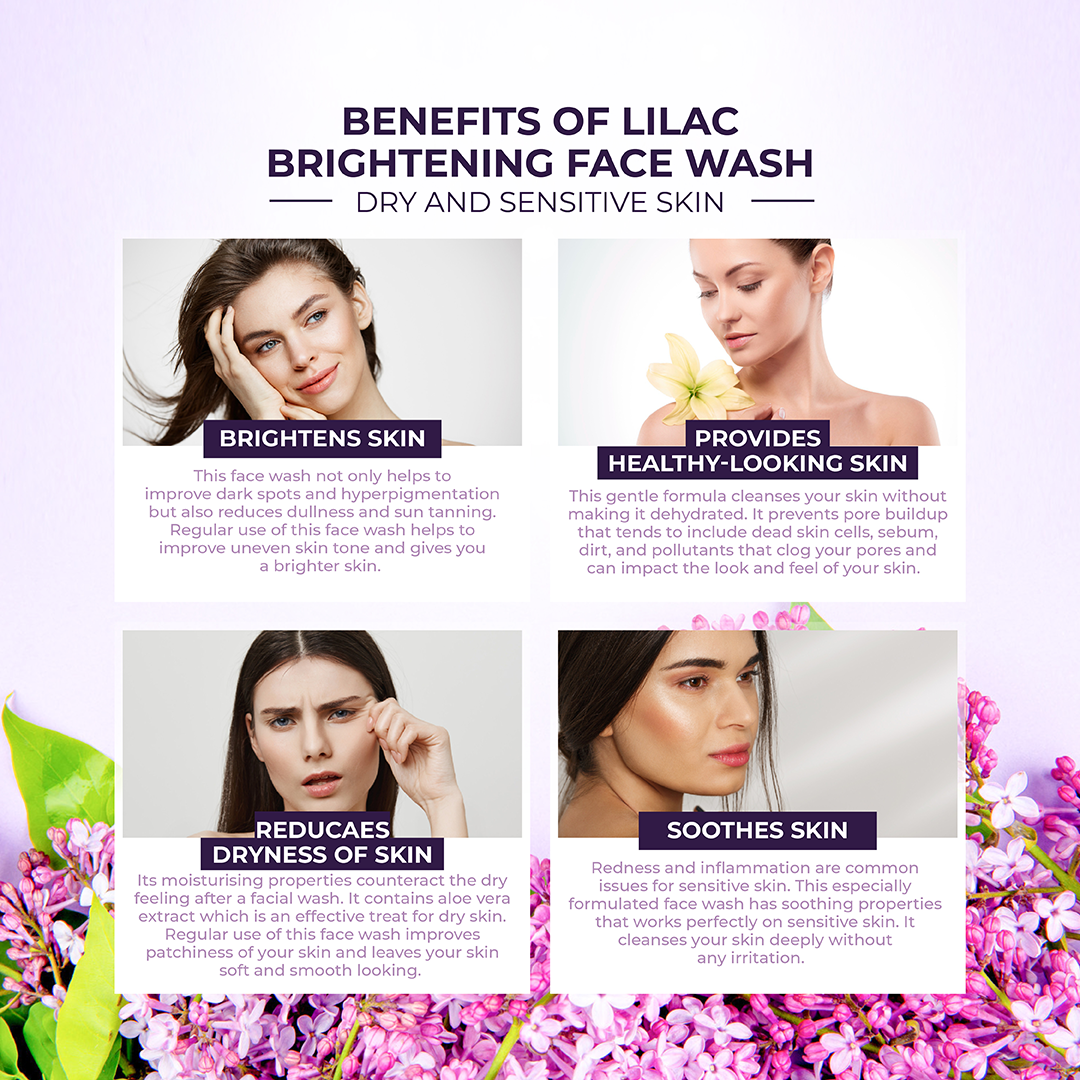 BENEFITS OF LILAC
BRIGHTENING FACE WASH
DRY AND SENSITIVE SKIN
BRIGHTENS SKIN
This face wash not only helps to
improve dark spots and hyperpigmentation
but also reduces dullness and sun tanning.
Regular use of this face wash helps to
improve uneven skin tone and gives you
a brighter skin.
PROVIDES
HEALTHY-LOOKING SKIN
This gentle formula cleanses your skin without
making it dehydrated. It prevents pore buildup
that tends to include dead skin cells, sebum,
dirt, and pollutants that clog your pores and
can impact the look and feel of your skin.
REDUCAES
DRYNESS OF SKIN
Its moisturising properties counteract the dry
feeling after a facial wash. It contains aloe vera
extract which is an effective treat for dry skin.
Regular use of this face wash improves
patchiness of your skin and leaves your skin
soft and smooth looking.
SOOTHES SKIN
Redness and inflammation are common
issues for sensitive skin. This especially
formulated face wash has soothing properties
that works perfectly on sensitive skin. It
cleanses your skin deeply without
any irritation.